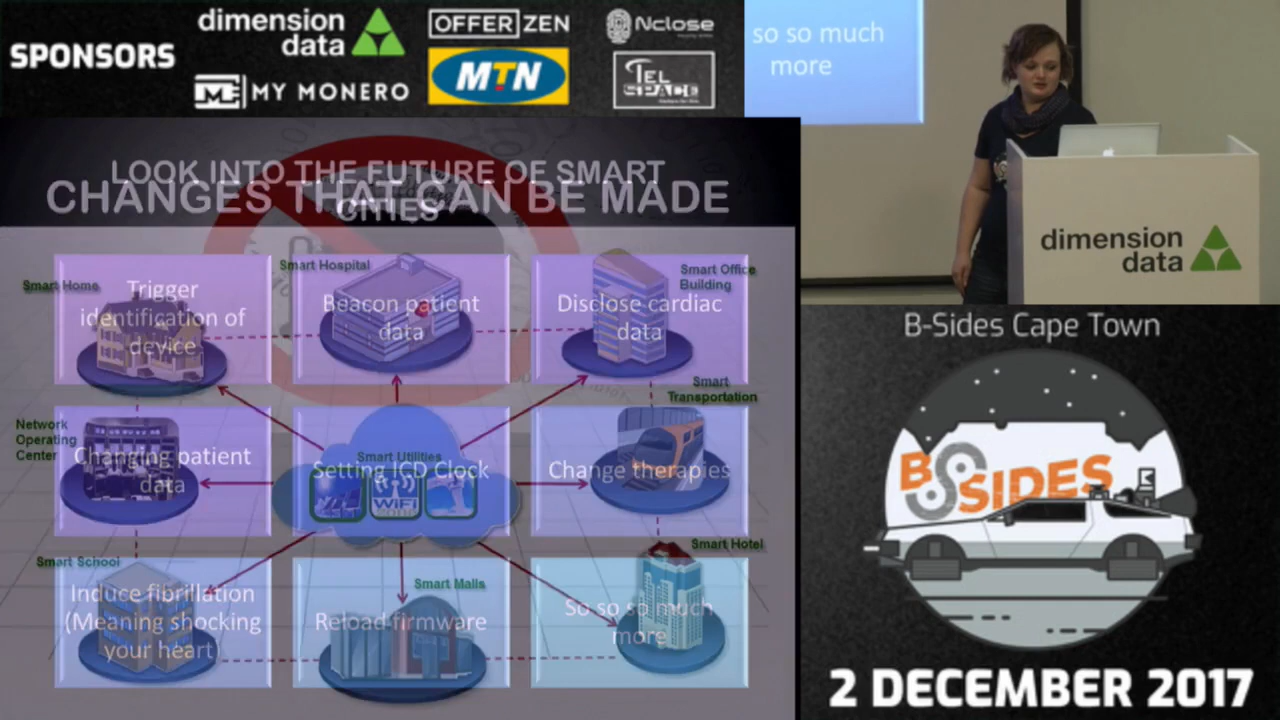 SPONSORS
dimension
data
OFFER ZEN
Nclose
MY MONERO
MTN
TEL
SPACE
so so much
more
LOOK INTO THE FUTURE OF SMART
CITIES
CHANGES THAT CAN BE MADE
Smart Home
Trigger
identification of
device
Smart Hospital
Beacon patient
data
Smart Office
Building
Disclose cardiac
data
Network
Operating
Center
Changing patient
data
Smart Utilities
Setting ICD Clock
WiFi
Smart
Transportation
Change therapies
Smart School
Induce fibrillation
(Meaning shocking
your heart)
Smart Malls
Reload firmware
Smart Hotel
So so so much
more
dimension
data
B-Sides Cape Town
BSIDES
2 DECEMBER 2017